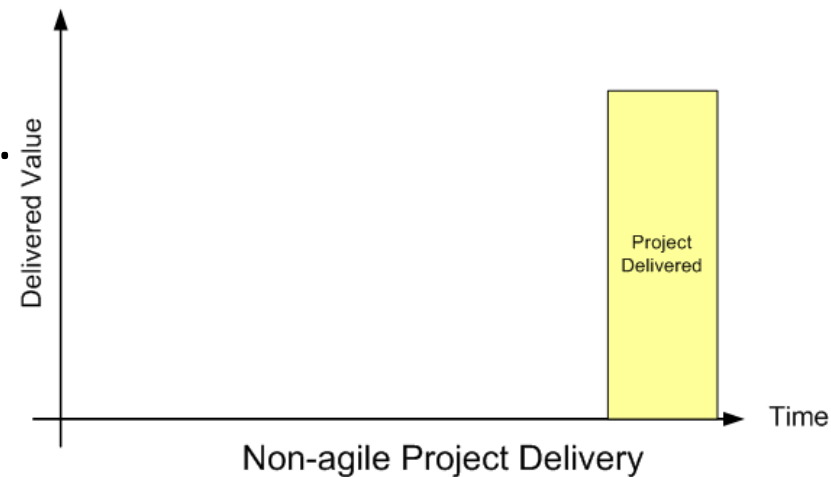 Delivered Value
Project
Delivered
Time
Non-agile Project Delivery